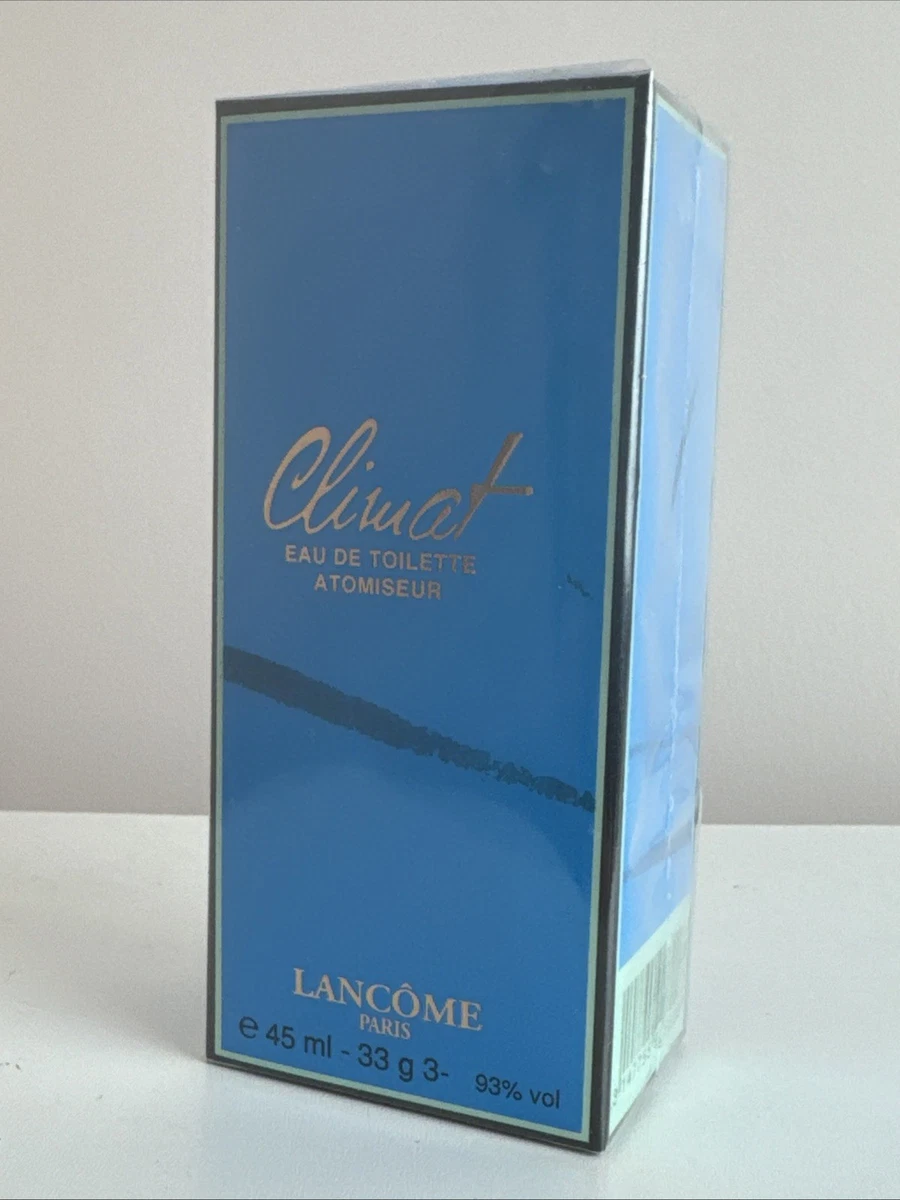 Climat
EAU DE TOILETTE
ATOMISEUR
LANCÔME
PARIS
e 45 ml - 33 g 3- 93% vol